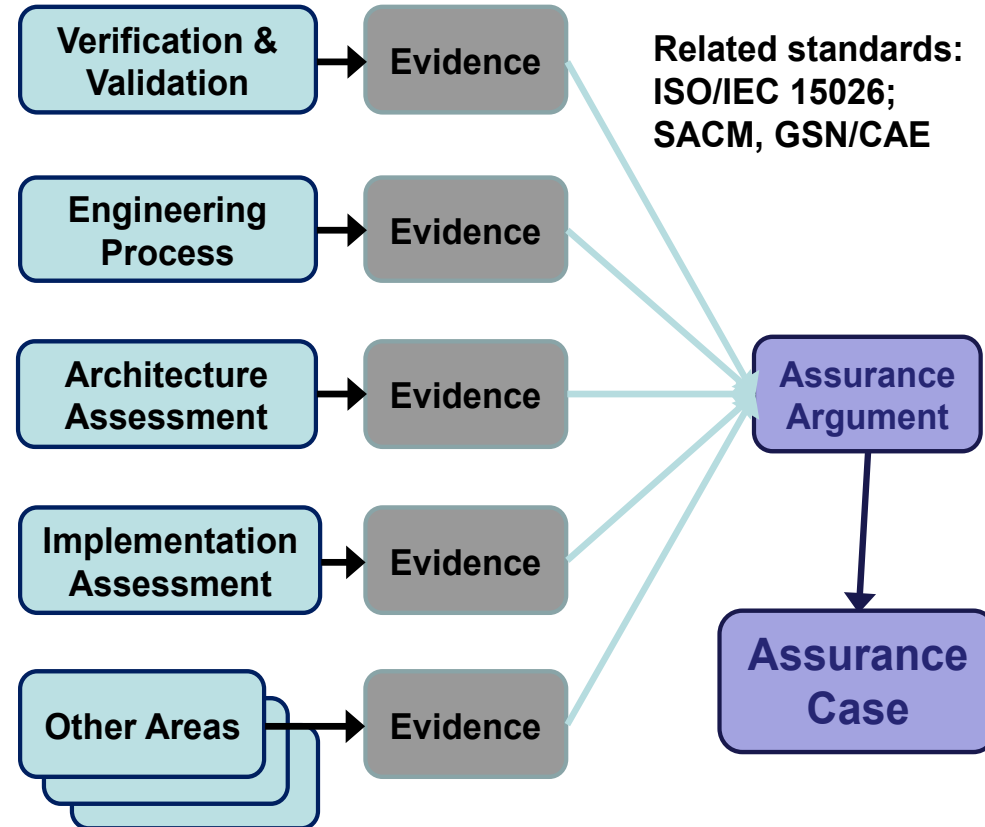 Verification &
Validation
Evidence
Related standards:
ISO/IEC 15026;
SACM, GSN/CAE
Engineering
Process
Evidence
Architecture
Assessment
Evidence
Assurance
Argument
Implementation
Assessment
Evidence
Assurance
Case
Other Areas
Evidence